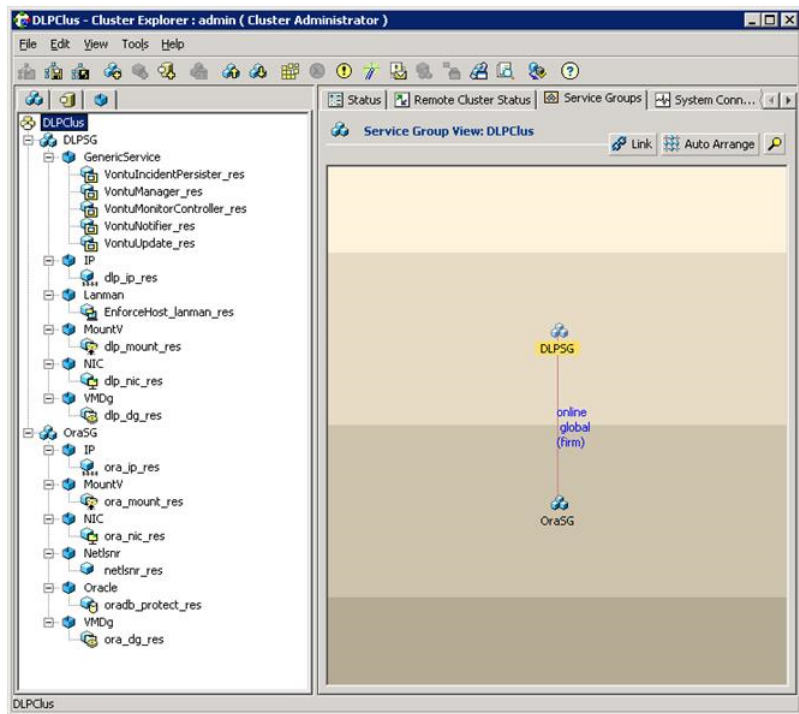 DLPClus - Cluster Explorer : admin ( Cluster Administrator )
File Edit View Tools Help
DLPClus
DLPSG
GenericService
VontuIncidentPersister_res
VontuManager_res
VontuMonitorController_res
VontuNotifier_res
VontuUpdate_res
IP
dlp_ip_res
Lanman
EnforceHost_lanman_res
MountV
dlp_mount_res
NIC
dlp_nic_res
VMDg
dlp_dg_res
OraSG
IP
ora_ip_res
MountV
ora_mount_res
NIC
ora_nic_res
Netlsnr
netlsnr_res
Oracle
oradb_protect_res
VMDg
ora_dg_res
Status Remote Cluster Status Service Groups System Conn...
Service Group View: DLPClus
Link Auto Arrange
DLPSG
online
global
(firm)
OraSG
DLPClus